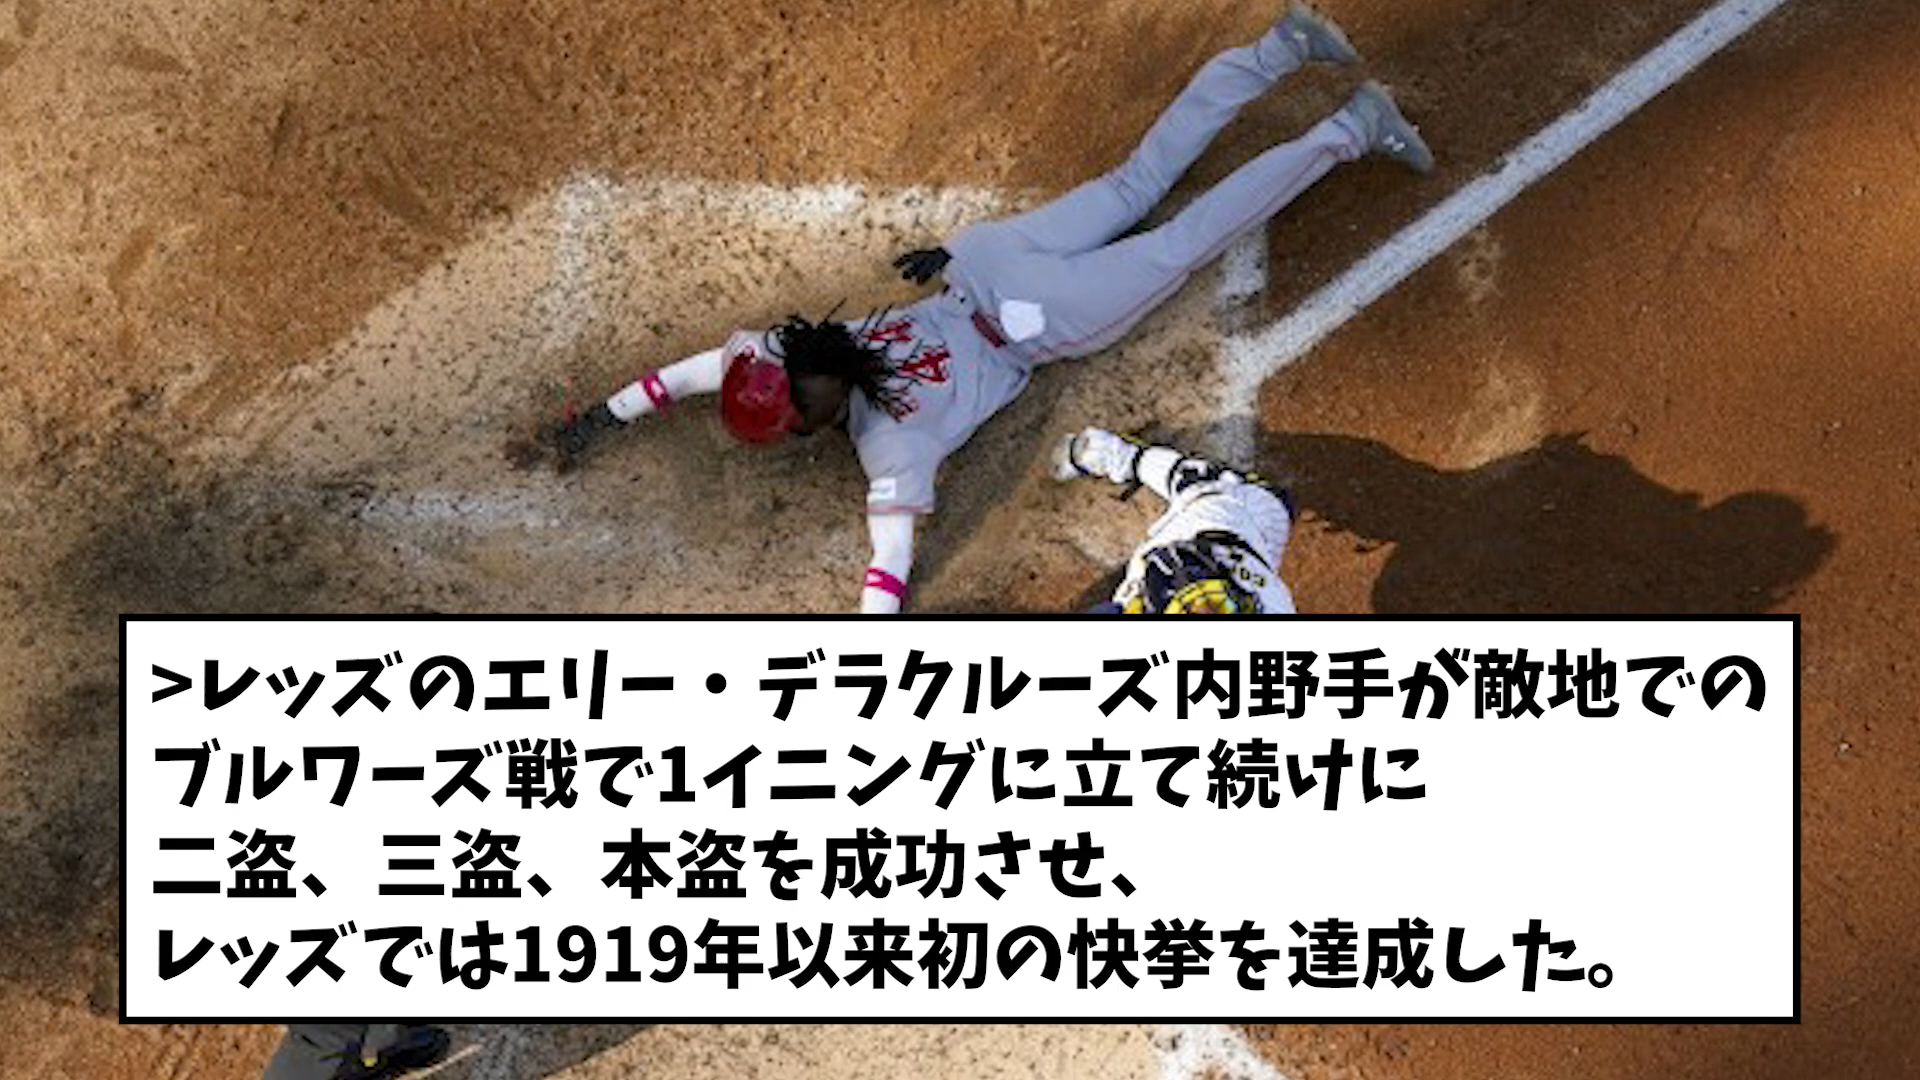 >レッズのエリー・デラクルーズ内野手が敵地での
ブルワーズ戦で1イニングに立て続けに
二盗、三盗、本盗を成功させ、
レッズでは1919年以来初の快挙を達成した。
44